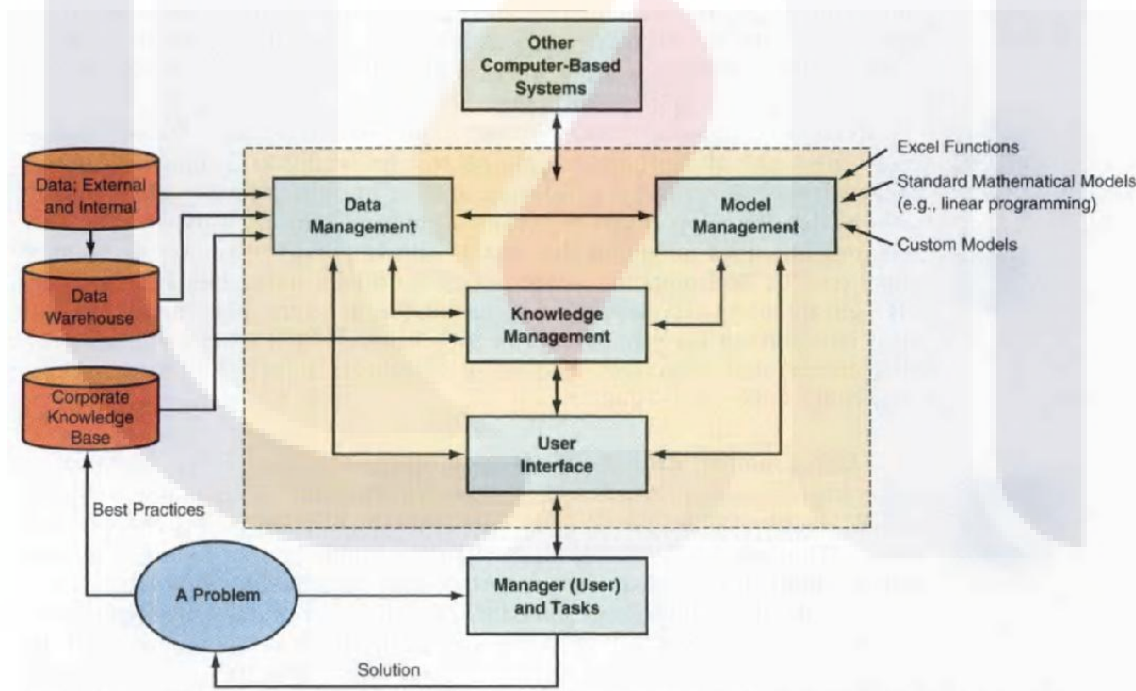 Other
Computer-Based
Systems
Data; External
and Internal
Data
Management
Model
Management
Excel Functions
Standard Mathematical Models
(e.g., linear programming)
Custom Models
Data
Warehouse
Knowledge
Management
Corporate
Knowledge
Base
User
Interface
Best Practices
A Problem
Manager (User)
and Tasks
Solution